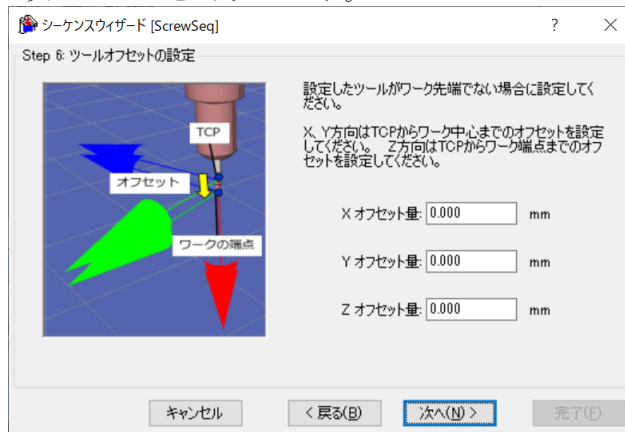 シーケンスウィザード [ScrewSeq]
?
Step 6: ツールオフセットの設定
TCP
オフセット
ワークの端点
設定したツールがワーク先端でない場合に設定してく
ださい。
X、Y方向はTCPからワーク中心までのオフセットを設定
してください。 Z方向はTCPからワーク端点までのオフ
セットを設定してください。
X オフセット量: 0.000 mm
Y オフセット量: 0.000 mm
Z オフセット量: 0.000 mm
キャンセル < 戻る(B) 次へ(N) > 完了(F)